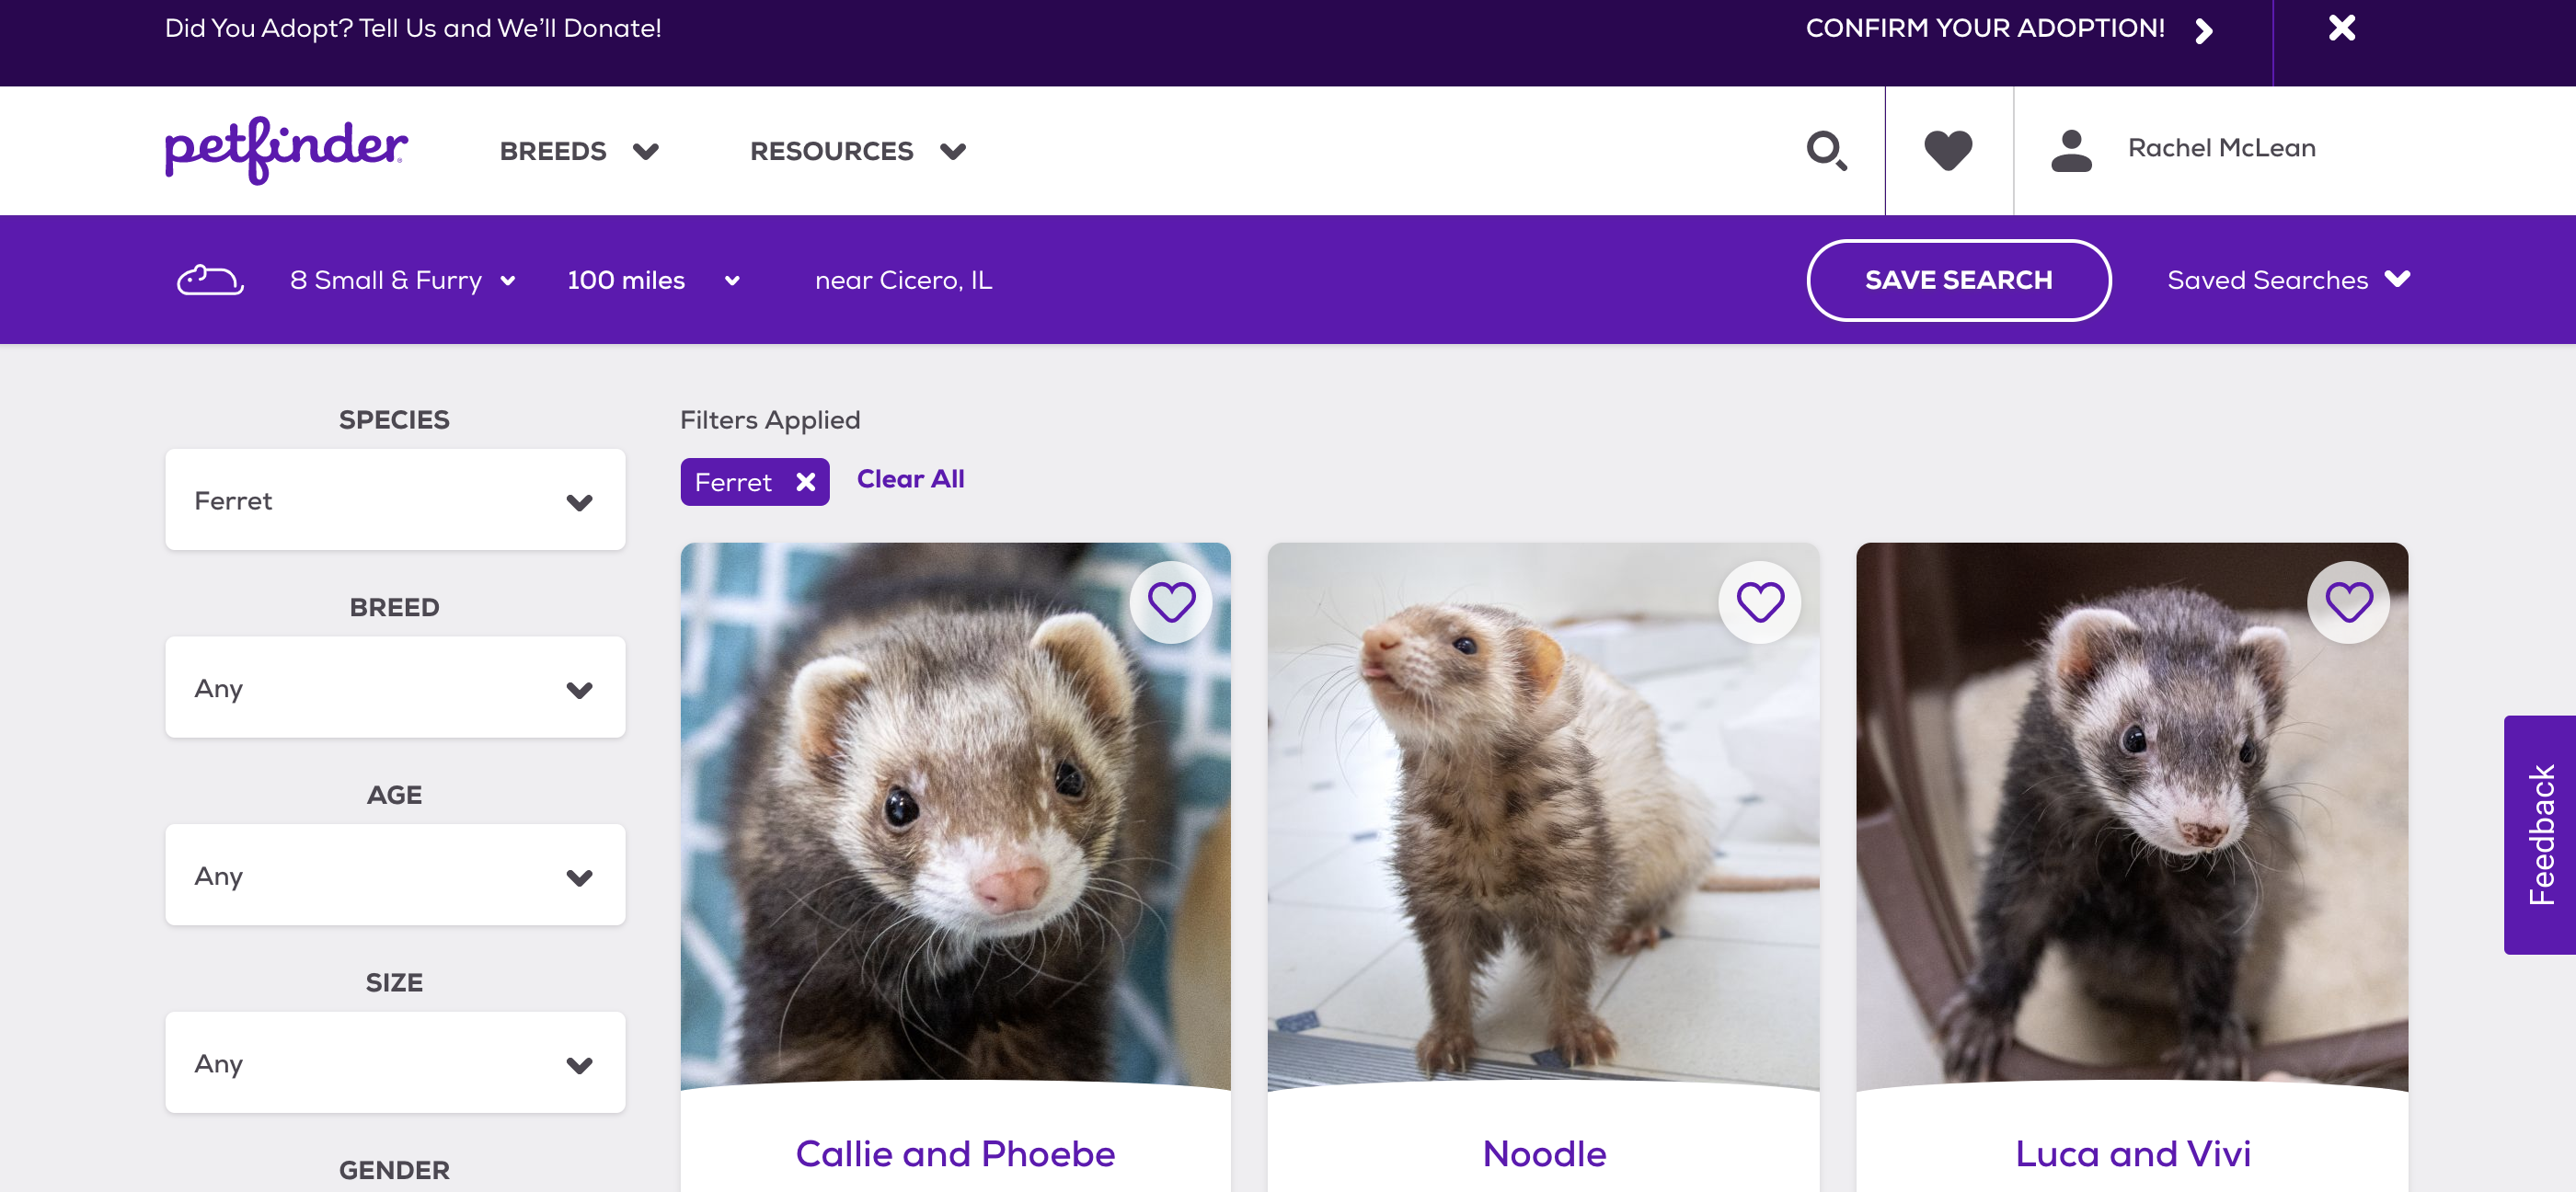 Did You Adopt? Tell Us and We’ll Donate!
CONFIRM YOUR ADOPTION!
petfinder
BREEDS
RESOURCES
Rachel McLean
8 Small & Furry
100 miles
near Cicero, IL
SAVE SEARCH
Saved Searches
SPECIES
Ferret
BREED
Any
AGE
Any
SIZE
Any
GENDER
Filters Applied
Ferret
Clear All
Callie and Phoebe
Noodle
Luca and Vivi
Feedback